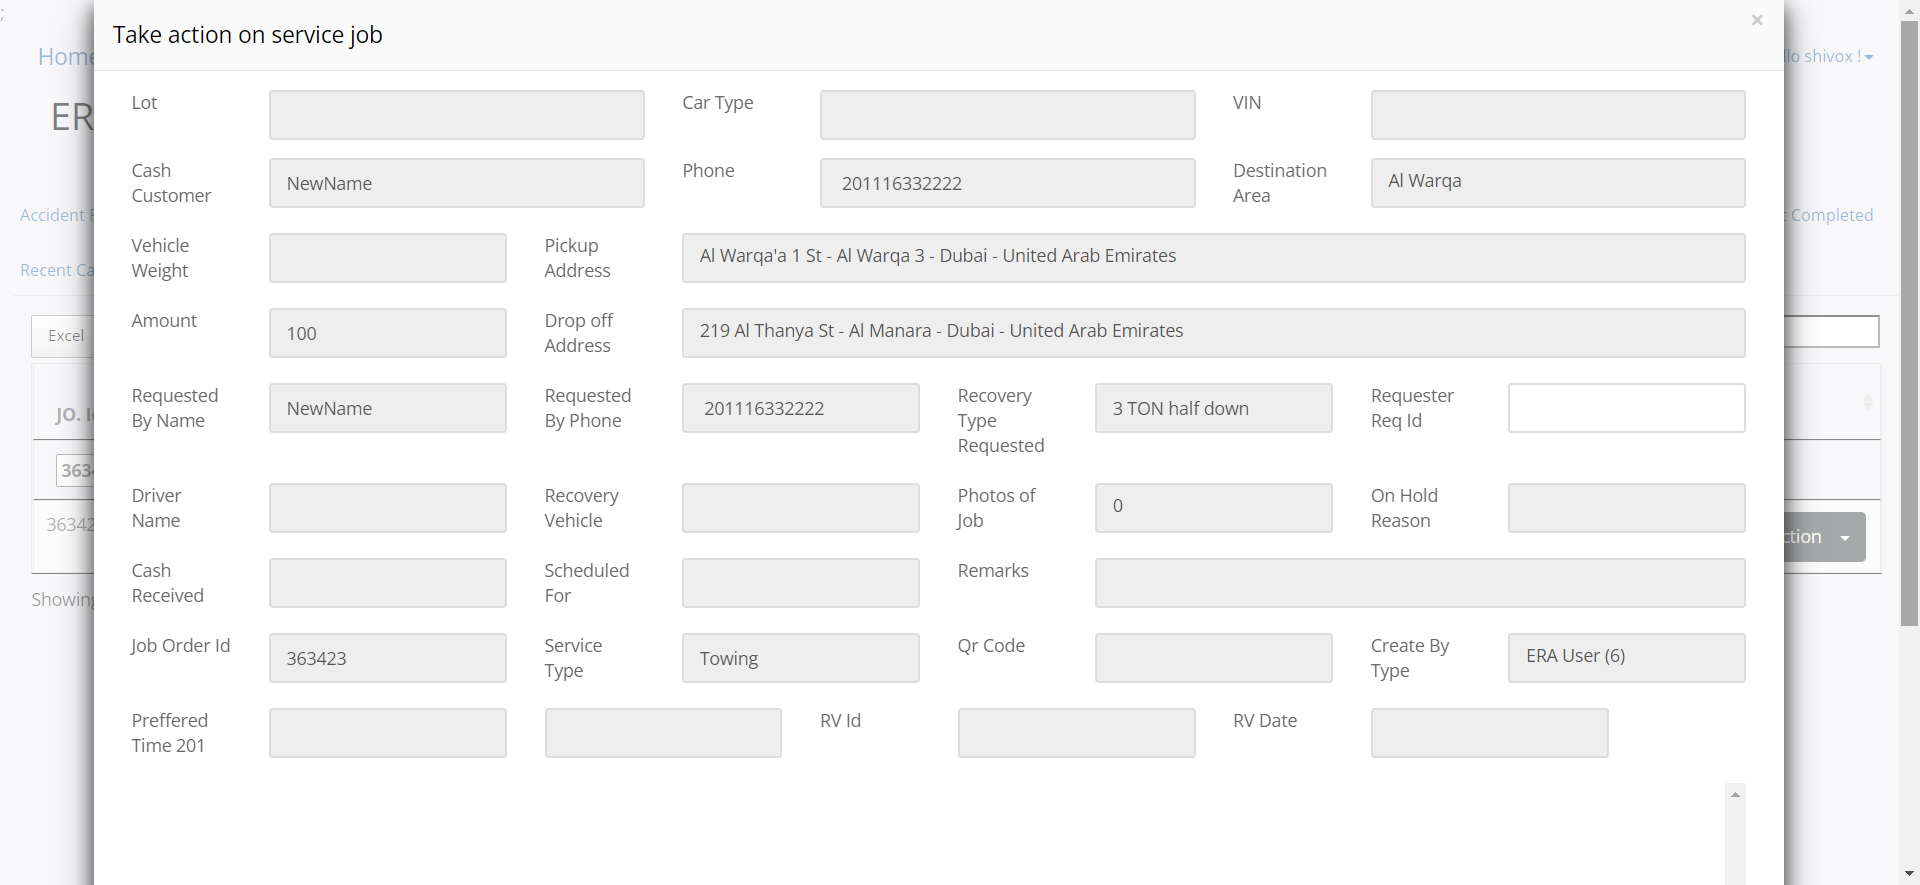 ;
Take action on service job
×
Home
llo shivox !
ER
Lot
Car Type
VIN
Cash
Customer
NewName
Phone
201116332222
Destination
Area
Al Warqa
Accident
Completed
Vehicle
Weight
Pickup
Address
Al Warqa'a 1 St - Al Warqa 3 - Dubai - United Arab Emirates
Recent Ca
Amount
100
Drop off
Address
219 Al Thanya St - Al Manara - Dubai - United Arab Emirates
Excel
Requested
By Name
NewName
Requested
By Phone
201116332222
Recovery
Type
Requested
3 TON half down
Requester
Req Id
JO. I
363
Driver
Name
Recovery
Vehicle
Photos of
Job
0
On Hold
Reason
36342
ction
Cash
Received
Scheduled
For
Remarks
Showing
Job Order Id
363423
Service
Type
Towing
Qr Code
Create By
Type
ERA User (6)
Preffered
Time 201
RV Id
RV Date